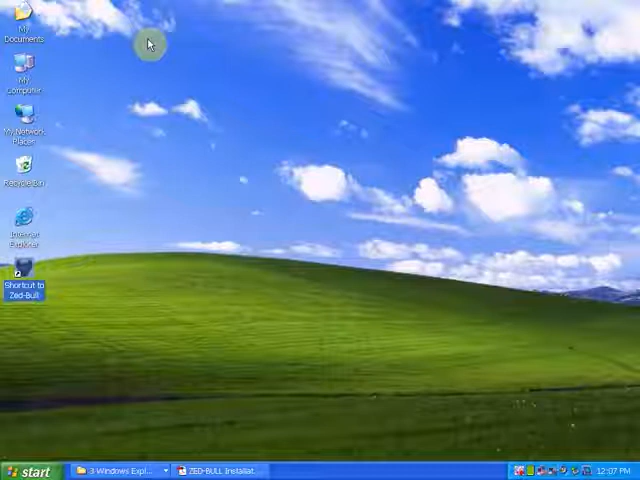 My
Documents
My
Computer
My Network
Places
Recycle Bin
Internet
Explorer
Shortcut to
Zed-Bull
start
3 Windows Expl...
ZED-BULL Installat...
12:07 PM